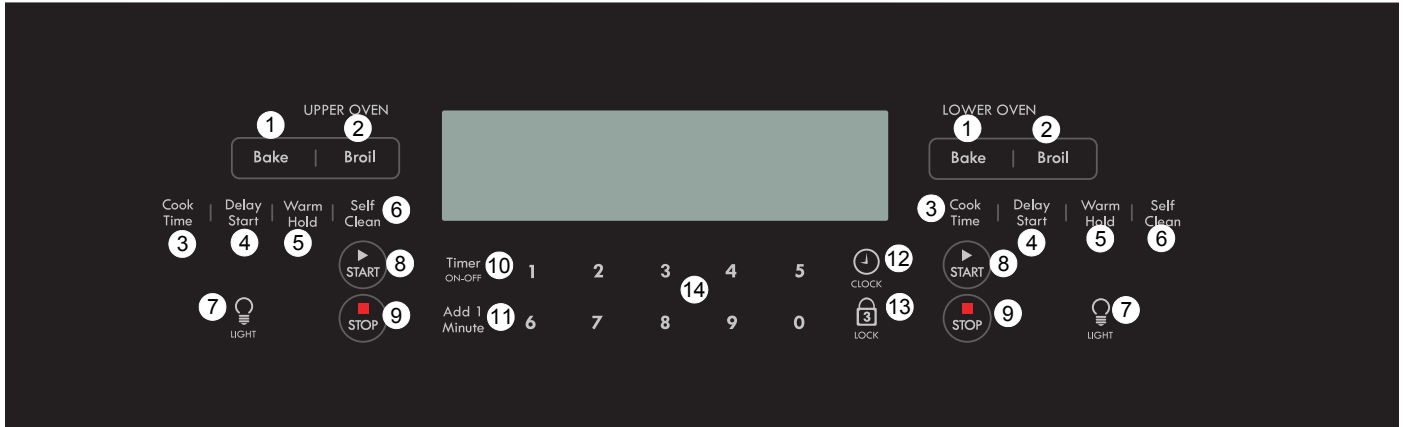 UPPER OVEN
1 2
Bake | Broil
Cook Time | Delay Start | Warm Hold | Self Clean 6
3 4 5
START 8
7 LIGHT
STOP 9
Timer ON-OFF 10 1 2 3 4 5
14
Add 1 Minute 11 6 7 8 9 0
CLOCK 12
3 LOCK 13
LOWER OVEN
1 2
Bake | Broil
3 Cook Time | Delay Start | Warm Hold | Self Clean
4 5 6
START 8
STOP 9
LIGHT 7